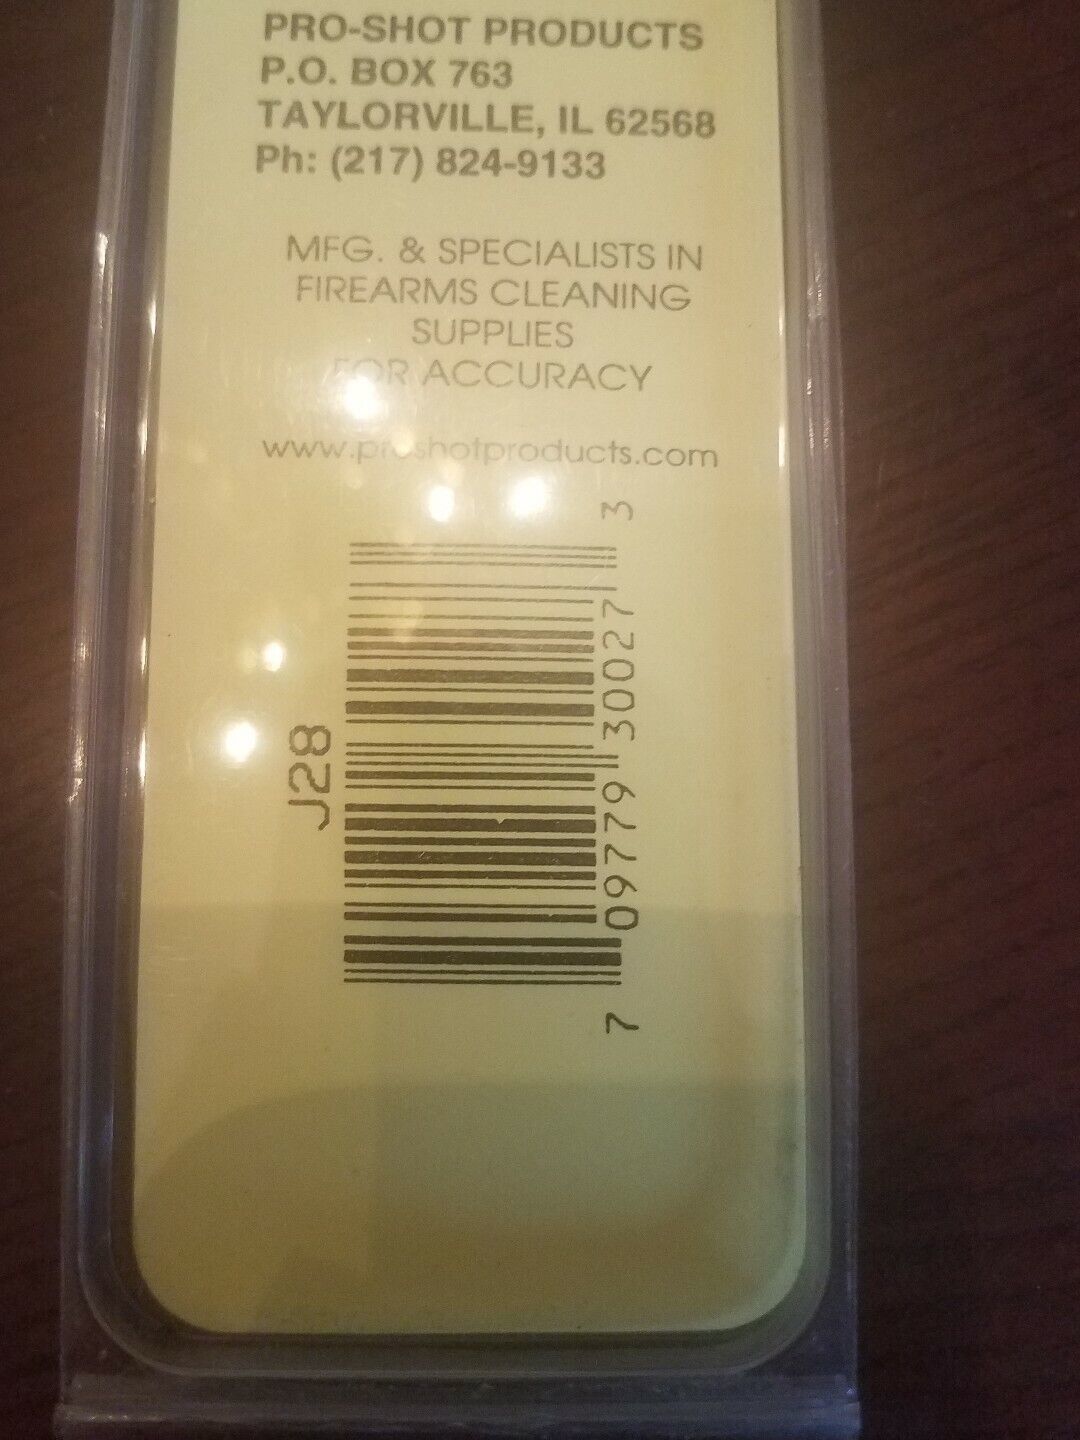 PRO-SHOT PRODUCTS
P.O. BOX 763
TAYLORVILLE, IL 62568
Ph: (217) 824-9133
MFG. & SPECIALISTS IN
FIREARMS CLEANING
SUPPLIES
FOR ACCURACY
www.proshotproducts.com
J28
7 09779 30027 3